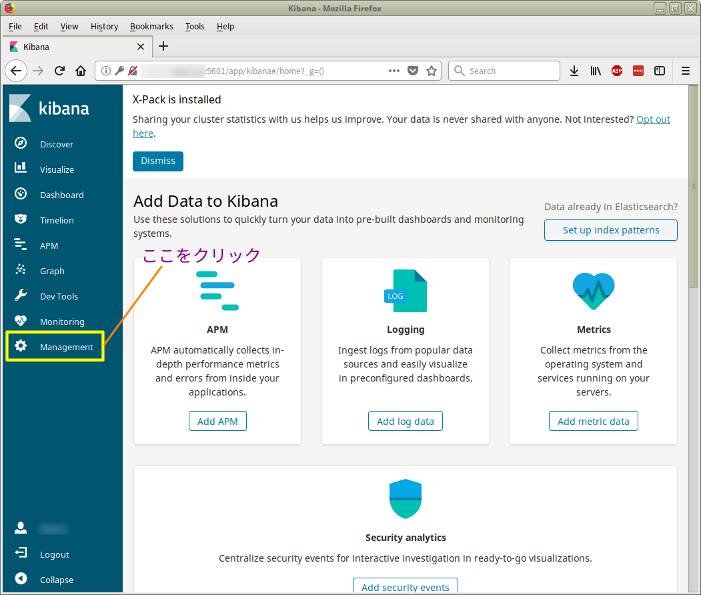 Kibana - Mozilla Firefox
File Edit View History Bookmarks Tools Help
Kibana
:5601/app/kibana#/home?_g=()
Search
ABP
kibana
Discover
Visualize
Dashboard
Timelion
APM
Graph
Dev Tools
Monitoring
Management
Logout
Collapse
X-Pack is installed
Sharing your cluster statistics with us helps us improve. Your data is never shared with anyone. Not interested? Opt out
here.
Dismiss
Add Data to Kibana
Use these solutions to quickly turn your data into pre-built dashboards and monitoring
systems.
Data already in Elasticsearch?
Set up index patterns
ここをクリック
APM
APM automatically collects in-
depth performance metrics
and errors from inside your
applications.
Add APM
LOG
Logging
Ingest logs from popular data
sources and easily visualize
in preconfigured dashboards.
Add log data
Metrics
Collect metrics from the
operating system and
services running on your
servers.
Add metric data
Security analytics
Centralize security events for interactive investigation in ready-to-go visualizations.
Add security events